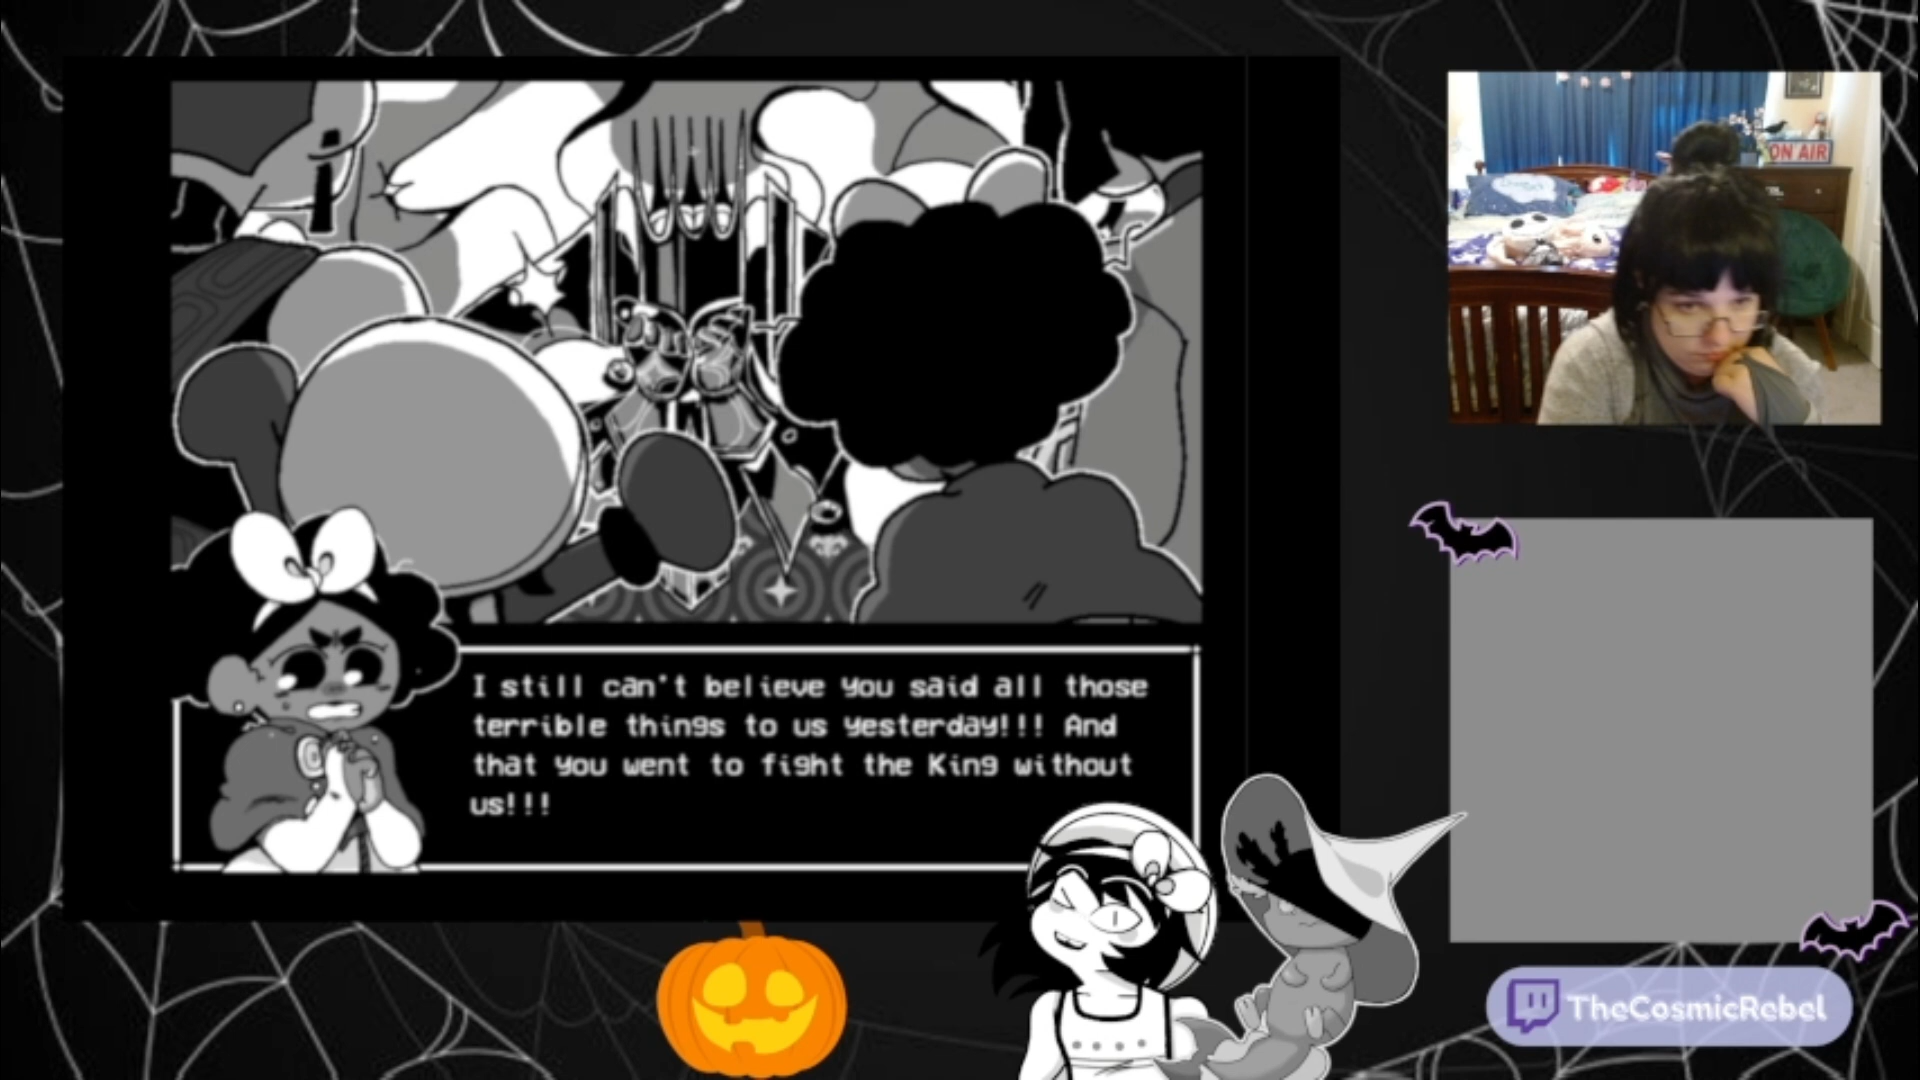 ON AIR
I still can't believe you said all those
terrible things to us yesterday!!! And
that you went to fight the King without
us!!!
TheCosmicRebel